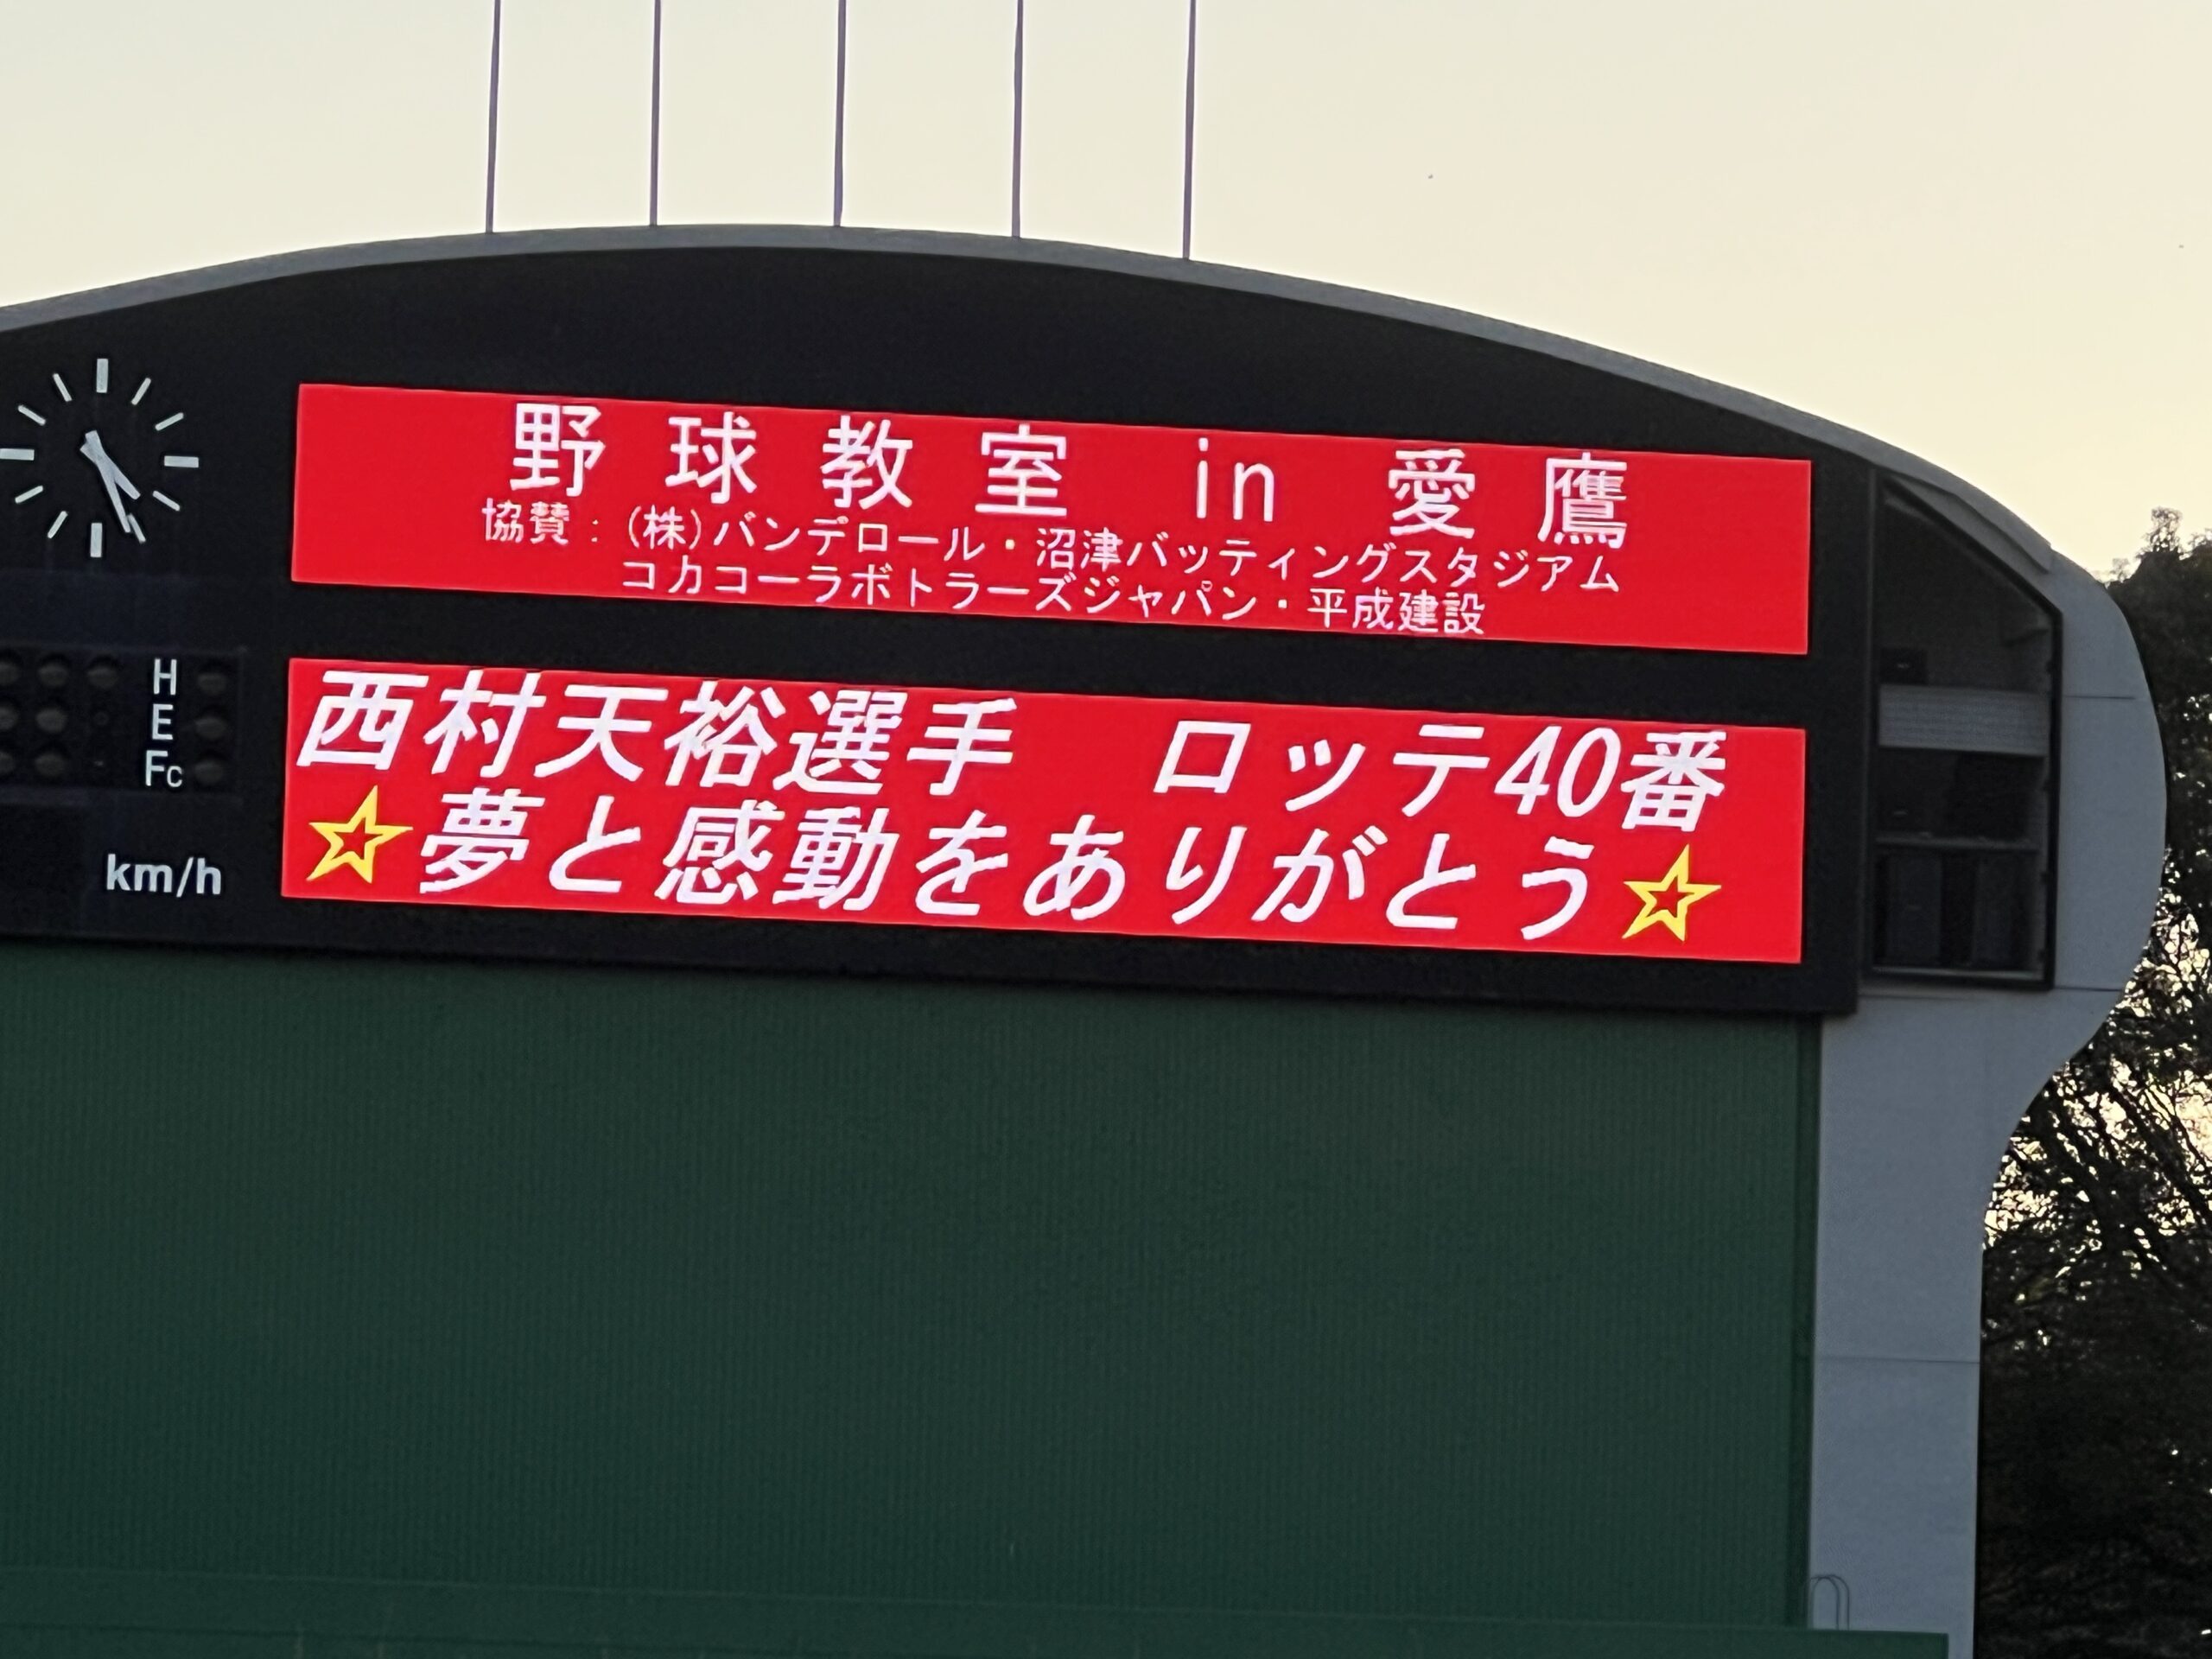 野球教室 in 愛鷹
協賛：(株)バンデロール・沼津バッティングスタジアム
コカコーラボトラーズジャパン・平成建設
H
E
Fc
西村天裕選手　ロッテ40番
☆夢と感動をありがとう☆
km/h